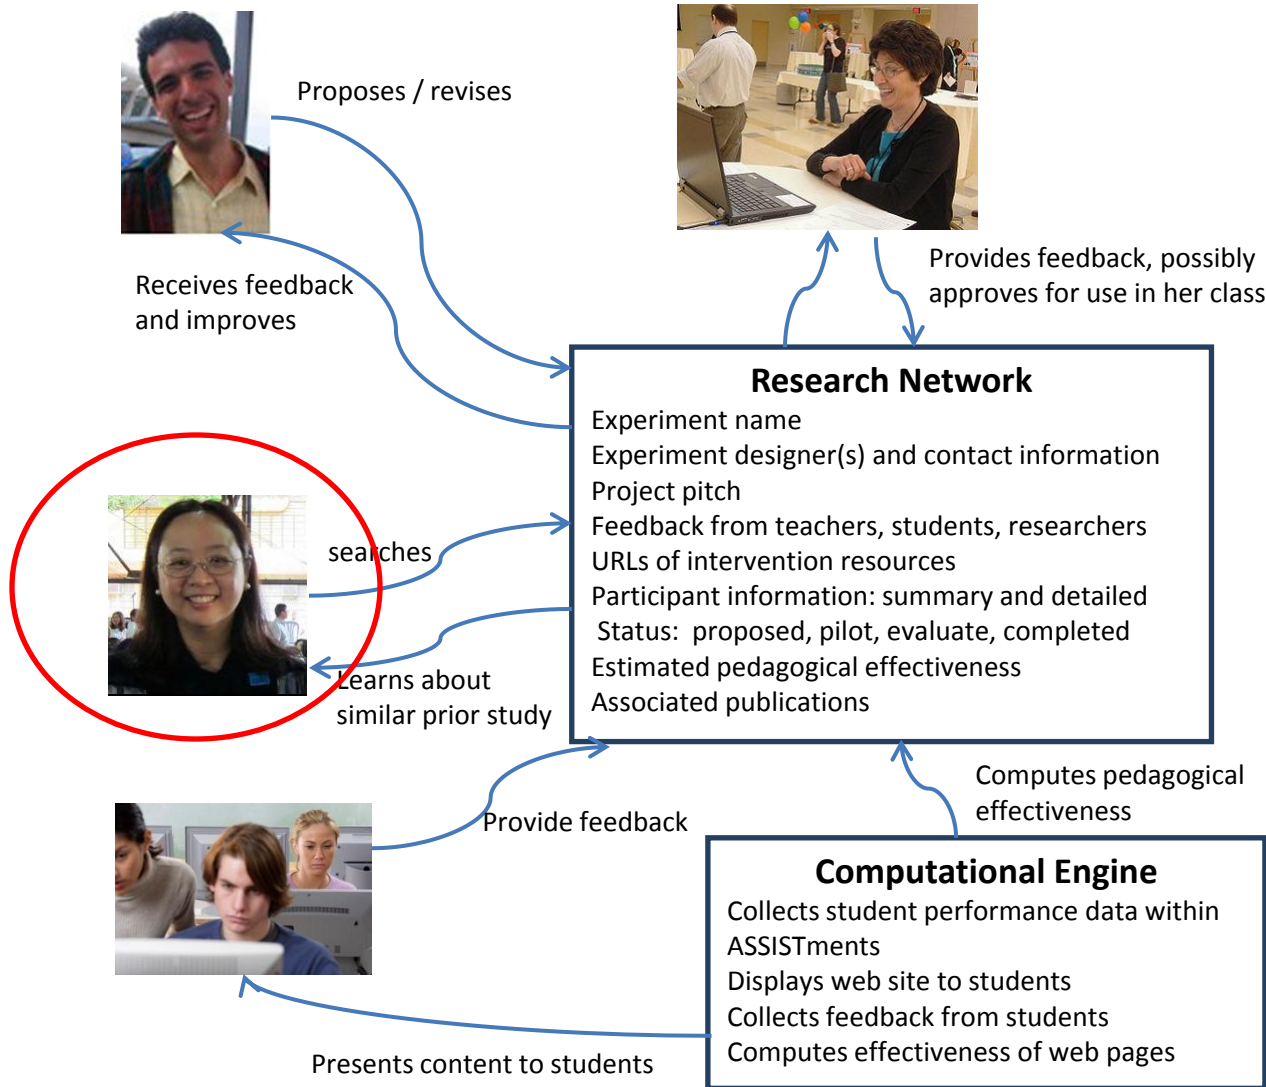 Proposes / revises
Receives feedback
and improves
Provides feedback, possibly
approves for use in her class
Research Network
Experiment name
Experiment designer(s) and contact information
Project pitch
Feedback from teachers, students, researchers
URLs of intervention resources
Participant information: summary and detailed
Status:  proposed, pilot, evaluate, completed
Estimated pedagogical effectiveness
Associated publications
searches
Learns about
similar prior study
Provide feedback
Computes pedagogical
effectiveness
Computational Engine
Collects student performance data within
ASSISTments
Displays web site to students
Collects feedback from students
Computes effectiveness of web pages
Presents content to students